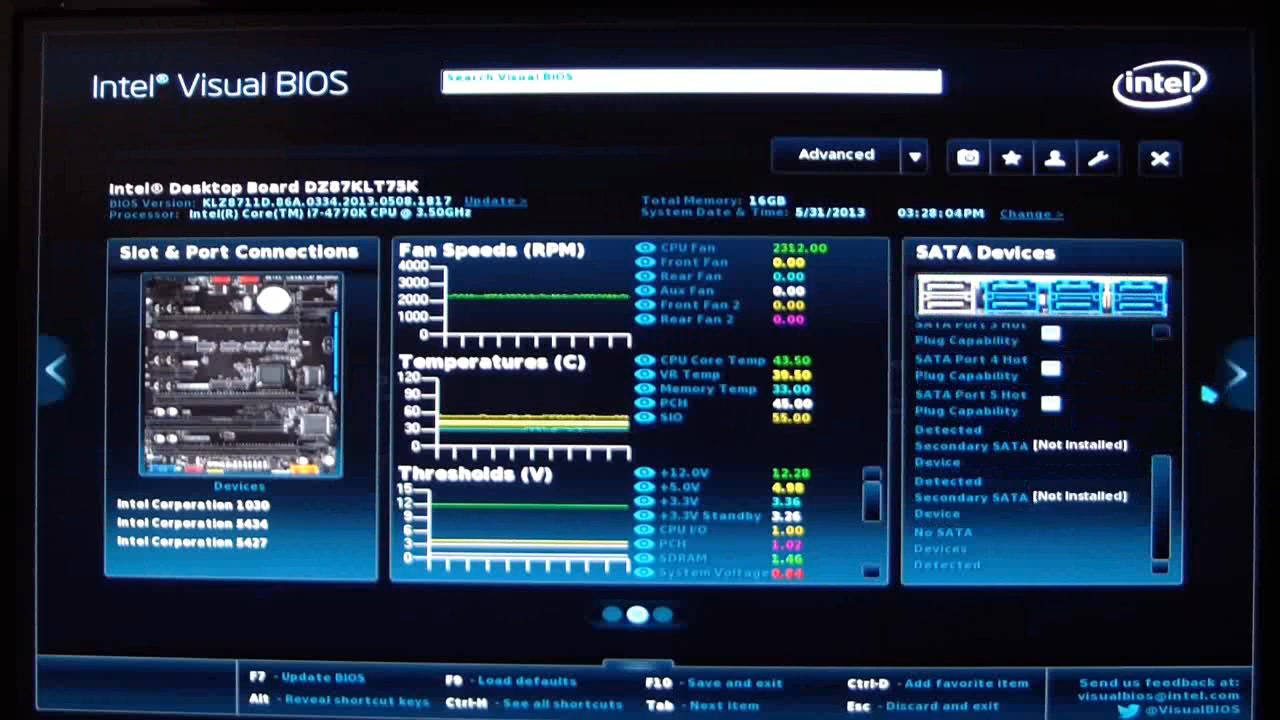 Intel® Visual BIOS
Search Visual BIOS
intel
Advanced
Intel® Desktop Board DZ87KLT75K
BIOS Version: KLZ8711D.86A.0334.2013.0508.1817 Update >
Processor: Intel(R) Core(TM) i7-4770K CPU @ 3.50GHz
Total Memory: 16GB
System Date & Time: 5/31/2013 03:28:04PM Change >
Slot & Port Connections
Devices
Intel Corporation 1030
Intel Corporation 5434
Intel Corporation 5427
Fan Speeds (RPM)
4000
3000
2000
1000
0
CPU Fan 2312.00
Front Fan 0.00
Rear Fan 0.00
Aux Fan 0.00
Front Fan 2 0.00
Rear Fan 2 0.00
Temperatures (C)
120
90
60
30
0
CPU Core Temp 43.50
VR Temp 39.50
Memory Temp 33.00
PCH 45.00
SIO 55.00
Thresholds (V)
15
12
9
6
3
0
+12.0V 12.28
+5.0V 4.98
+3.3V 3.36
+3.3V Standby 3.26
CPU I/O 1.00
PCH 1.02
SDRAM 1.46
System Voltage 0.84
SATA Devices
SATA Port 3 Hot
Plug Capability
SATA Port 4 Hot
Plug Capability
SATA Port 5 Hot
Plug Capability
Detected
Secondary SATA [Not Installed]
Device
Detected
Secondary SATA [Not Installed]
Device
No SATA
Devices
Detected
F7 - Update BIOS
F9 - Load defaults
F10 - Save and exit
Ctrl-D - Add favorite item
Alt - Reveal shortcut keys
Ctrl-H - See all shortcuts
Tab - Next item
Esc - Discard and exit
Send us feedback at:
visualbios@intel.com
@VisualBIOS